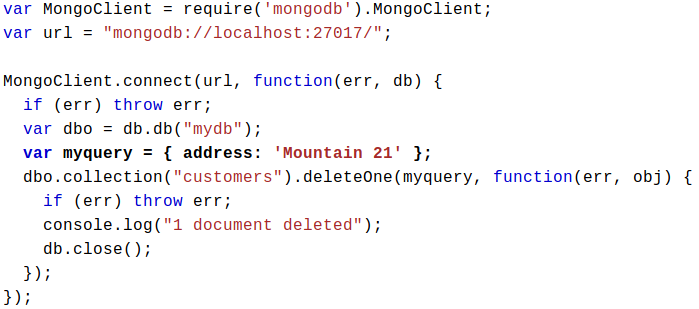 var MongoClient = require('mongodb').MongoClient;
var url = "mongodb://localhost:27017/";

MongoClient.connect(url, function(err, db) {
  if (err) throw err;
  var dbo = db.db("mydb");
  var myquery = { address: 'Mountain 21' };
  dbo.collection("customers").deleteOne(myquery, function(err, obj) {
    if (err) throw err;
    console.log("1 document deleted");
    db.close();
  });
});